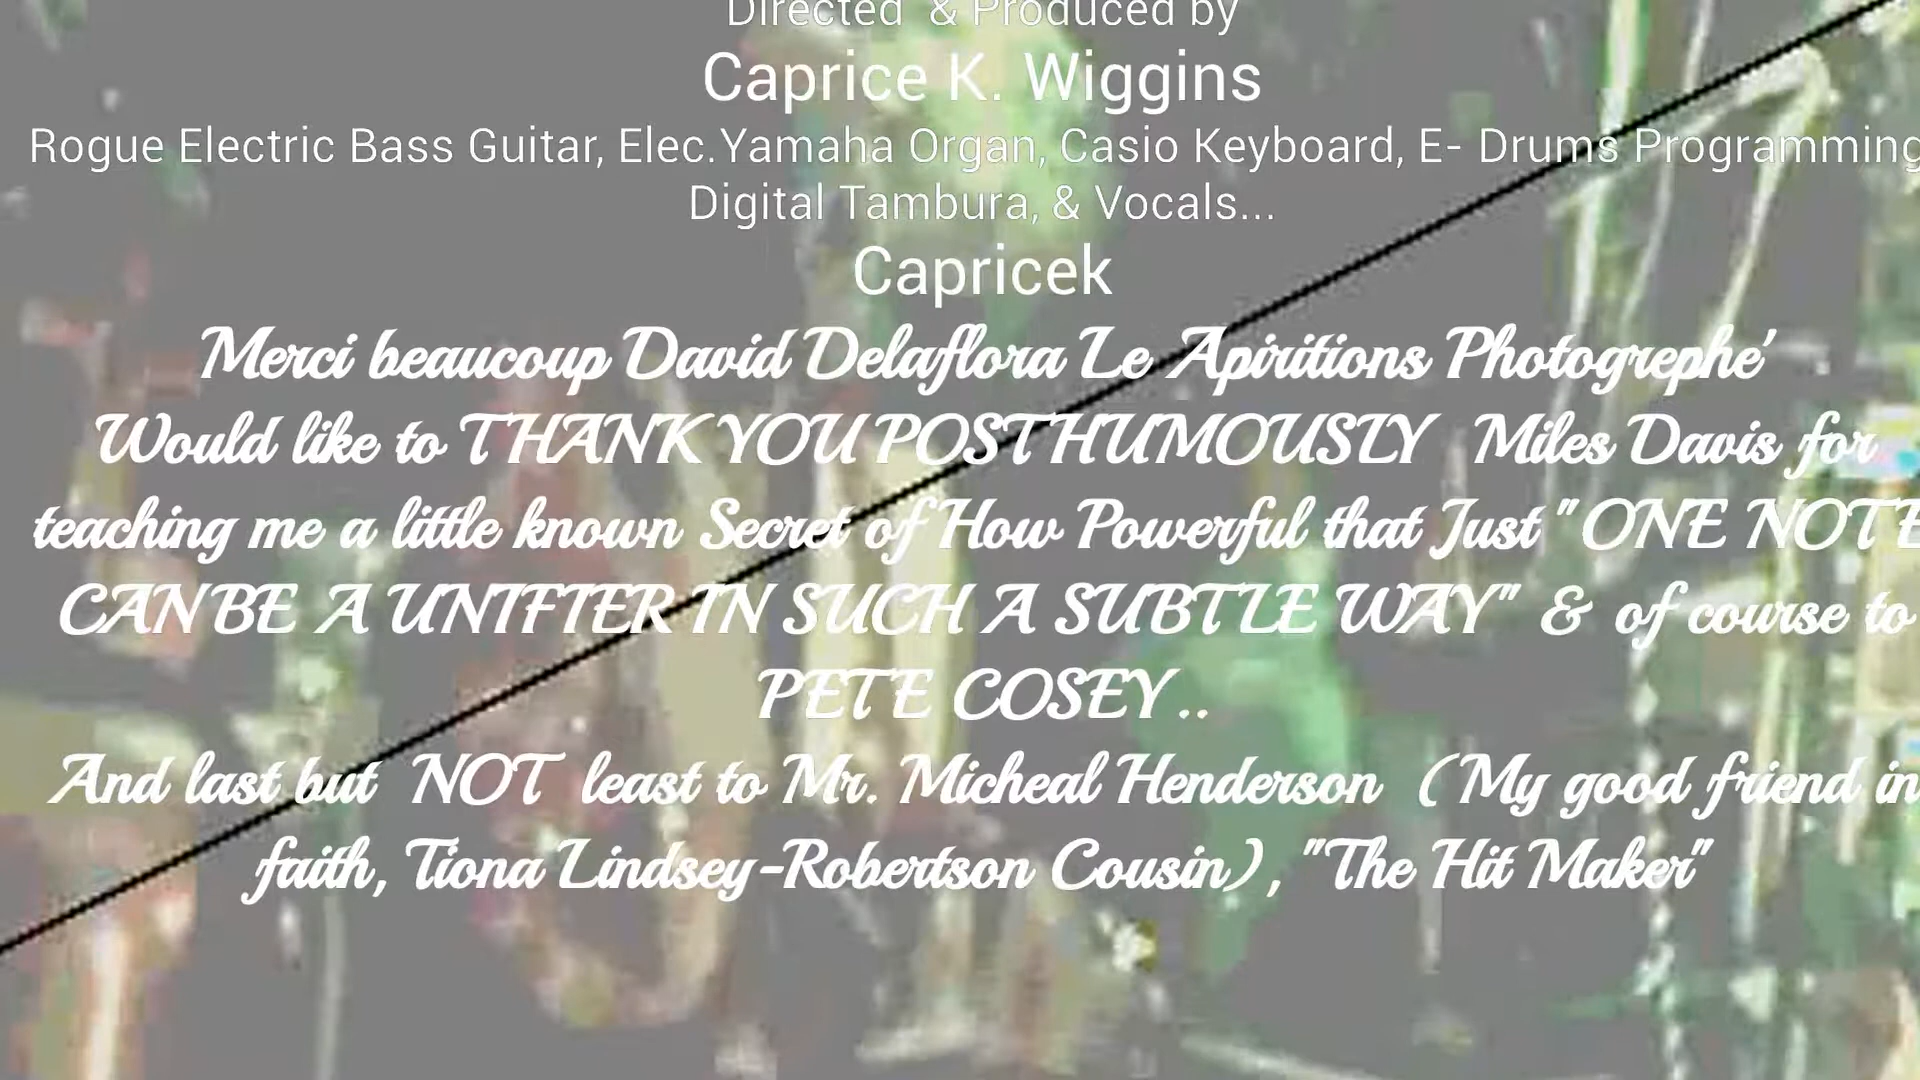 Directed & Produced by
Caprice K. Wiggins
Rogue Electric Bass Guitar, Elec.Yamaha Organ, Casio Keyboard, E- Drums Programming
Digital Tambura, & Vocals...
Capricek
Merci beaucoup David Delaflora Le Apiritions Photogrephe'
Would like to THANK YOU POSTHUMOUSLY Miles Davis for
teaching me a little known Secret of How Powerful that Just "ONE NOTE
CAN BE A UNIFIER IN SUCH A SUBTLE WAY" & of course to
PETE COSEY..
And last but NOT least to Mr. Micheal Henderson (My good friend in
faith, Tiona Lindsey-Robertson Cousin), "The Hit Maker"